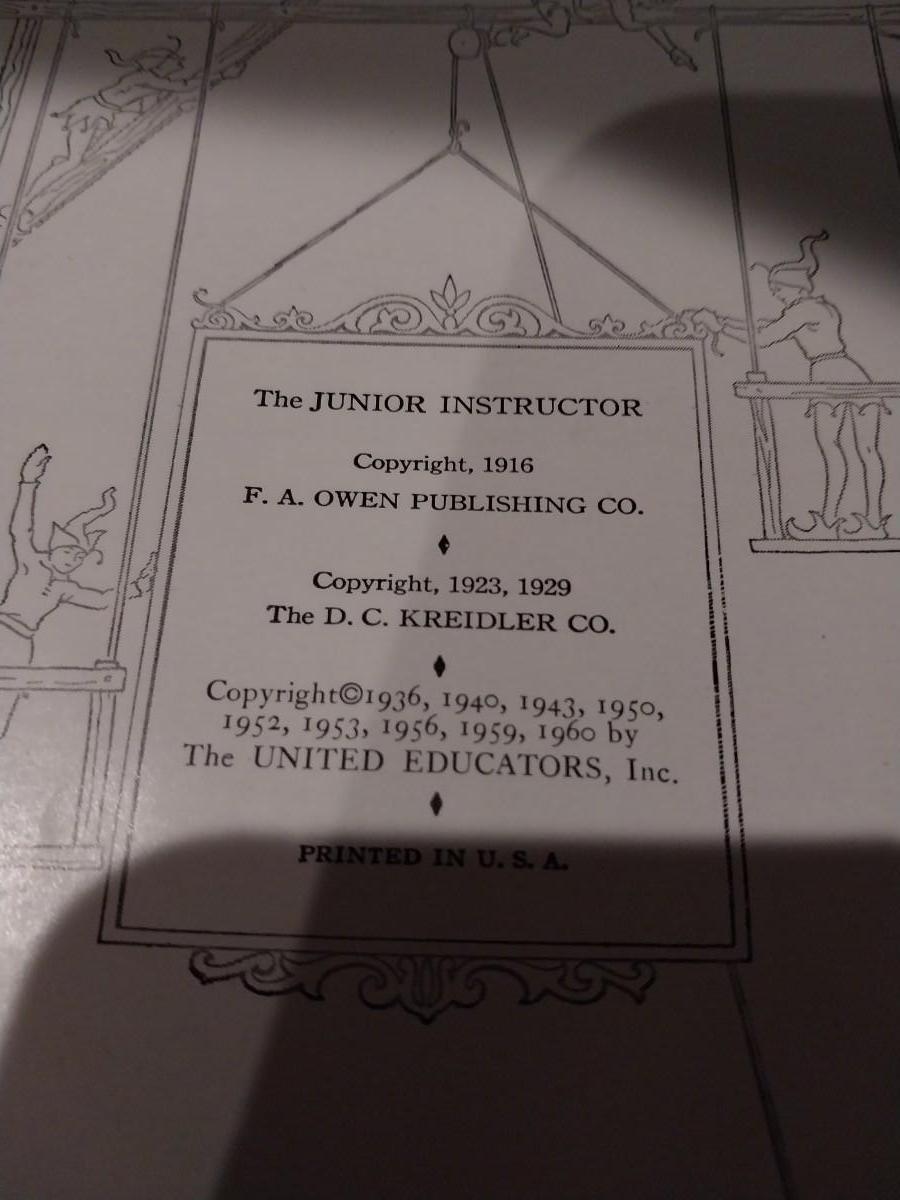 The JUNIOR INSTRUCTOR
Copyright, 1916
F. A. OWEN PUBLISHING CO.
Copyright, 1923, 1929
The D. C. KREIDLER CO.
Copyright©1936, 1940, 1943, 1950,
1952, 1953, 1956, 1959, 1960 by
The UNITED EDUCATORS, Inc.
PRINTED IN U. S. A.